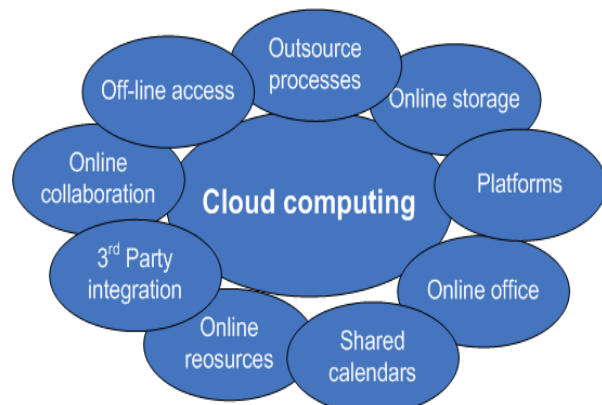 Outsource
processes
Off-line access
Online storage
Online
collaboration
Cloud computing
Platforms
3rd Party
integration
Online office
Online
reosurces
Shared
calendars